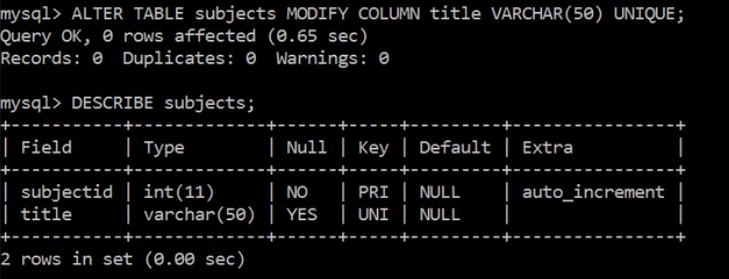 mysql> ALTER TABLE subjects MODIFY COLUMN title VARCHAR(50) UNIQUE;
Query OK, 0 rows affected (0.65 sec)
Records: 0  Duplicates: 0  Warnings: 0

mysql> DESCRIBE subjects;
+-----------+-------------+------+-----+---------+----------------+
| Field     | Type        | Null | Key | Default | Extra          |
+-----------+-------------+------+-----+---------+----------------+
| subjectid | int(11)     | NO   | PRI | NULL    | auto_increment |
| title     | varchar(50) | YES  | UNI | NULL    |                |
+-----------+-------------+------+-----+---------+----------------+
2 rows in set (0.00 sec)